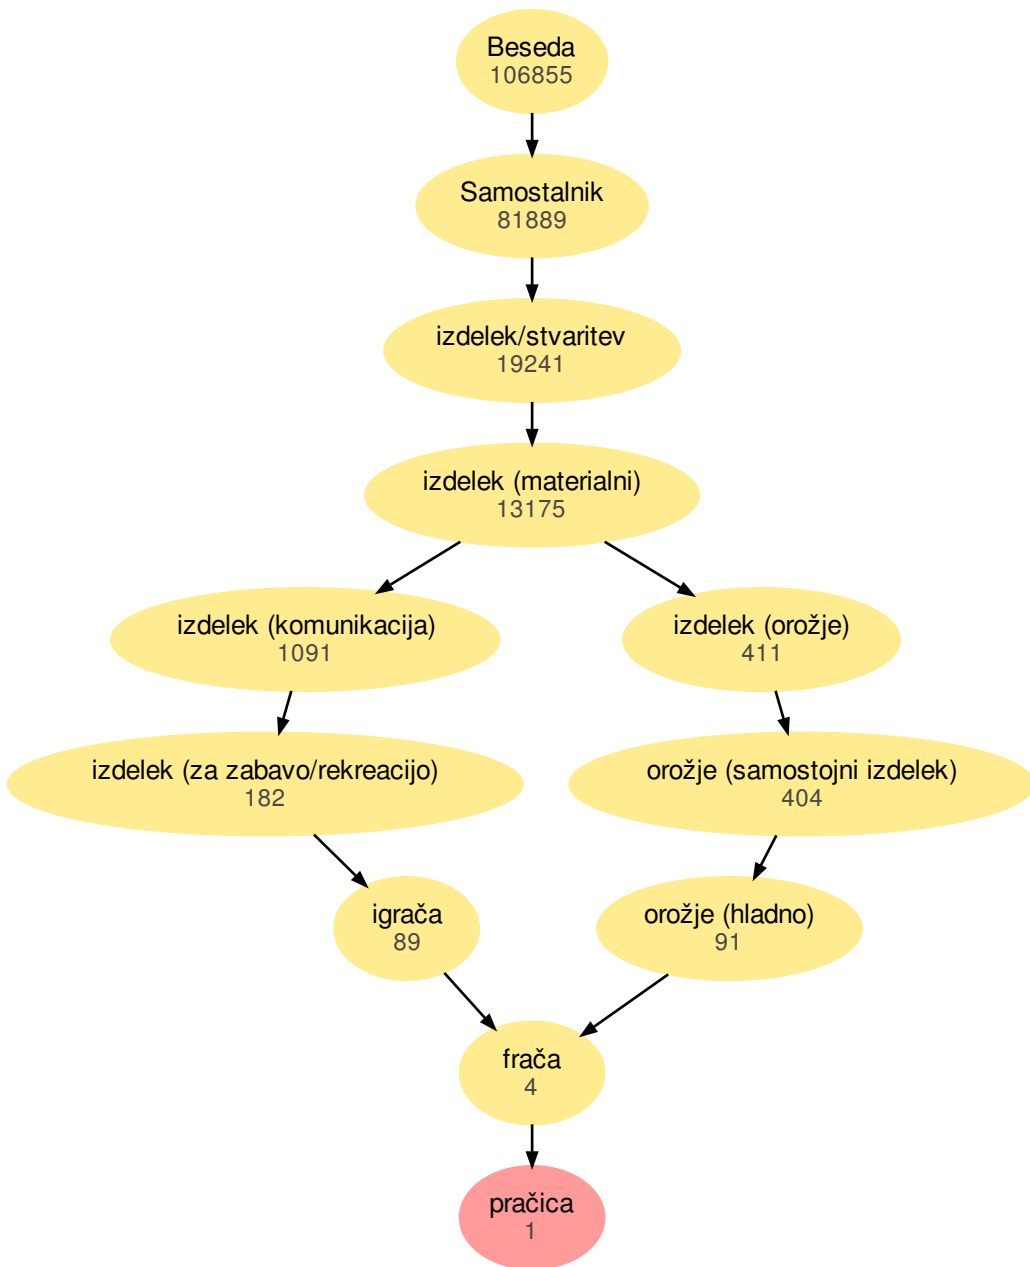 Beseda
106855
Samostalnik
81889
izdelek/stvaritev
19241
izdelek (materialni)
13175
izdelek (komunikacija)
1091
izdelek (orožje)
411
izdelek (za zabavo/rekreacijo)
182
orožje (samostojni izdelek)
404
igrača
89
orožje (hladno)
91
frača
4
pračica
1